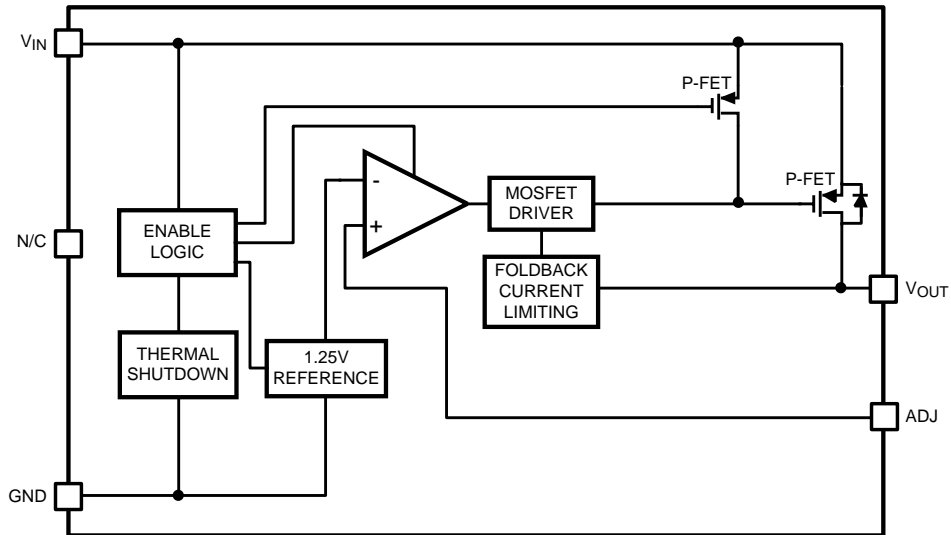 VIN
P-FET
P-FET
-
+
MOSFET
DRIVER
N/C
ENABLE
LOGIC
FOLDBACK
CURRENT
LIMITING
VOUT
THERMAL
SHUTDOWN
1.25V
REFERENCE
ADJ
GND